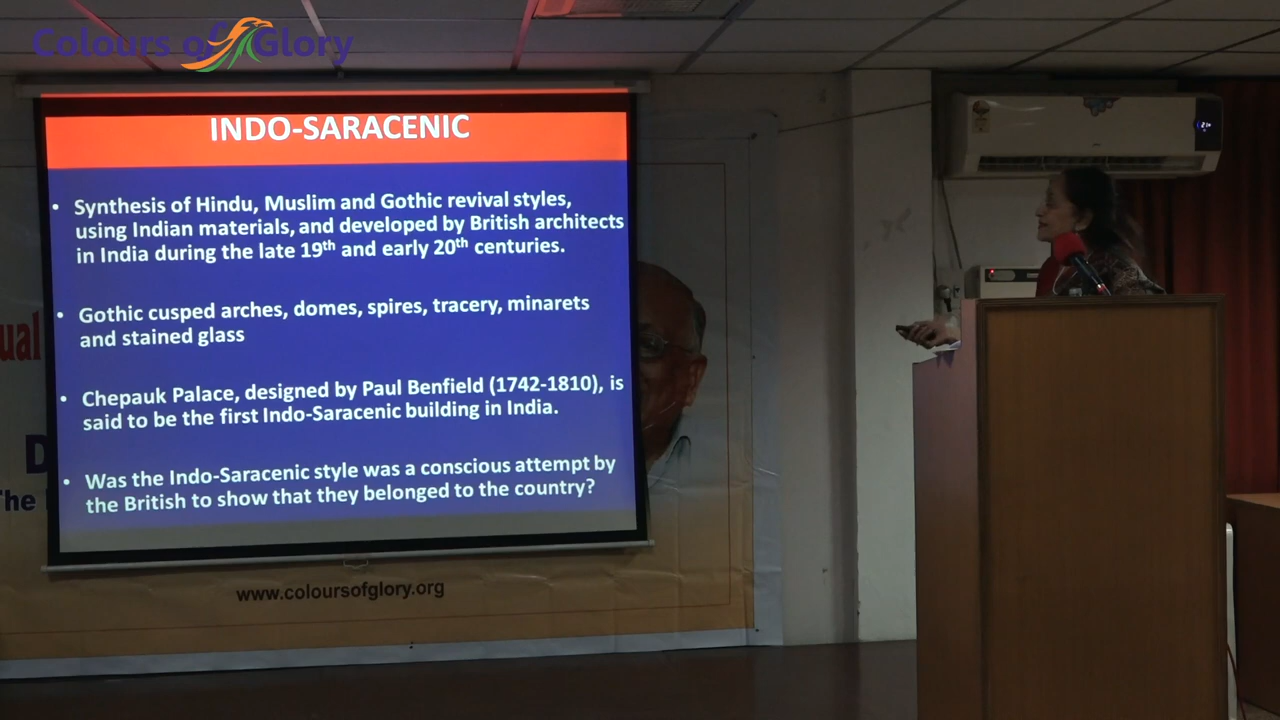 Colours of Glory
INDO-SARACENIC
• Synthesis of Hindu, Muslim and Gothic revival styles,
using Indian materials, and developed by British architects
in India during the late 19th and early 20th centuries.
• Gothic cusped arches, domes, spires, tracery, minarets
and stained glass
• Chepauk Palace, designed by Paul Benfield (1742-1810), is
said to be the first Indo-Saracenic building in India.
• Was the Indo-Saracenic style was a conscious attempt by
the British to show that they belonged to the country?
ual
D
The
www.coloursofglory.org